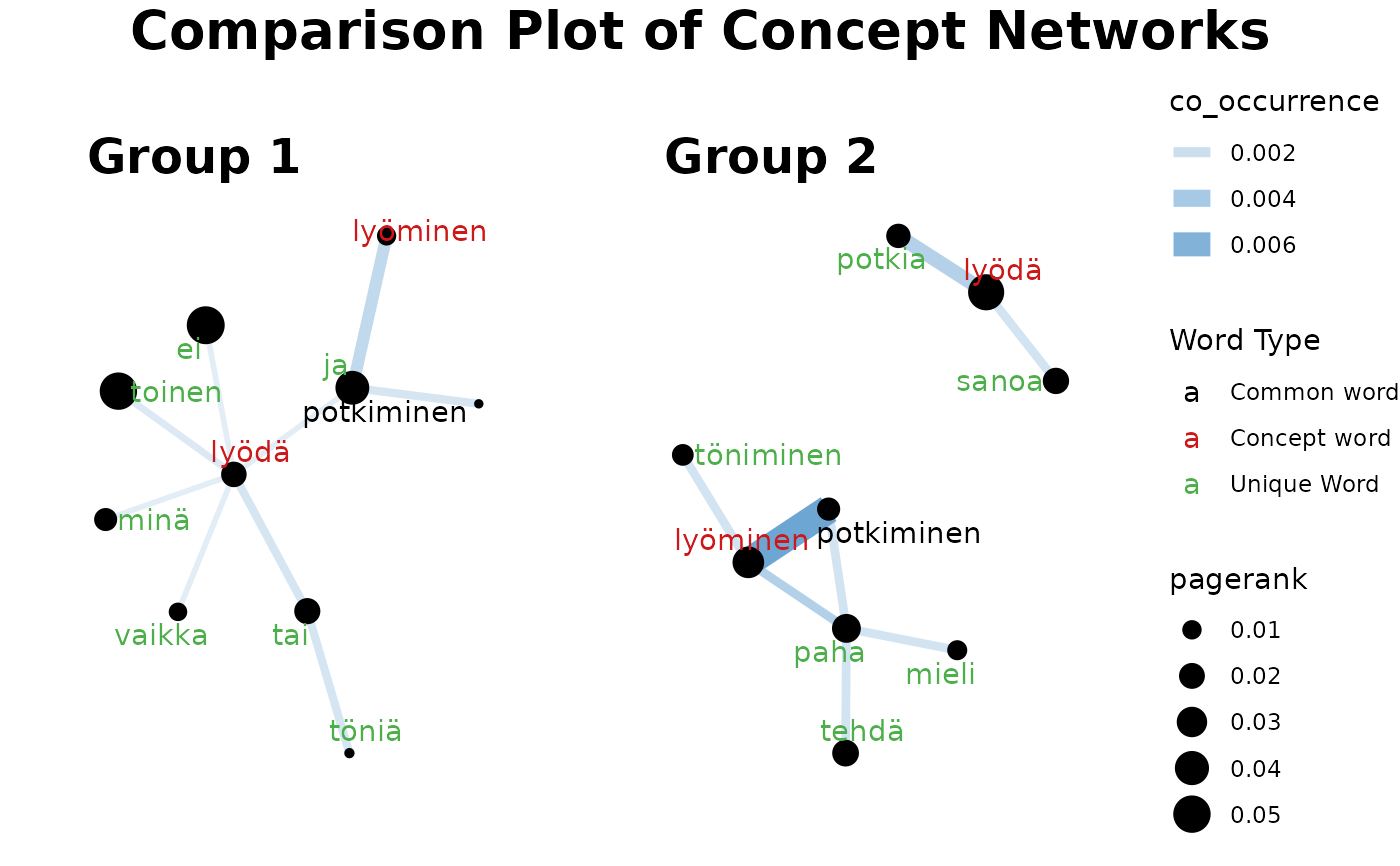 Comparison Plot of Concept Networks
Group 1
lyöminen
ei
ja
toinen
potkiminen
lyödä
minä
vaikka
tai
töniä
Group 2
potkia
lyödä
sanoa
töniminen
potkiminen
lyöminen
paha
mieli
tehdä
co_occurrence
0.002
0.004
0.006
Word Type
a Common word
a Concept word
a Unique Word
pagerank
0.01
0.02
0.03
0.04
0.05